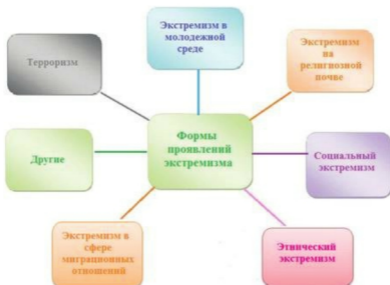 Экстремизм в
молодежной
среде
Терроризм
Экстремизм
на
религиозной
почве
Формы
проявлений
экстремизма
Другие
Социальный
экстремизм
Экстремизм в
сфере
миграционных
отношений
Этнический
экстремизм